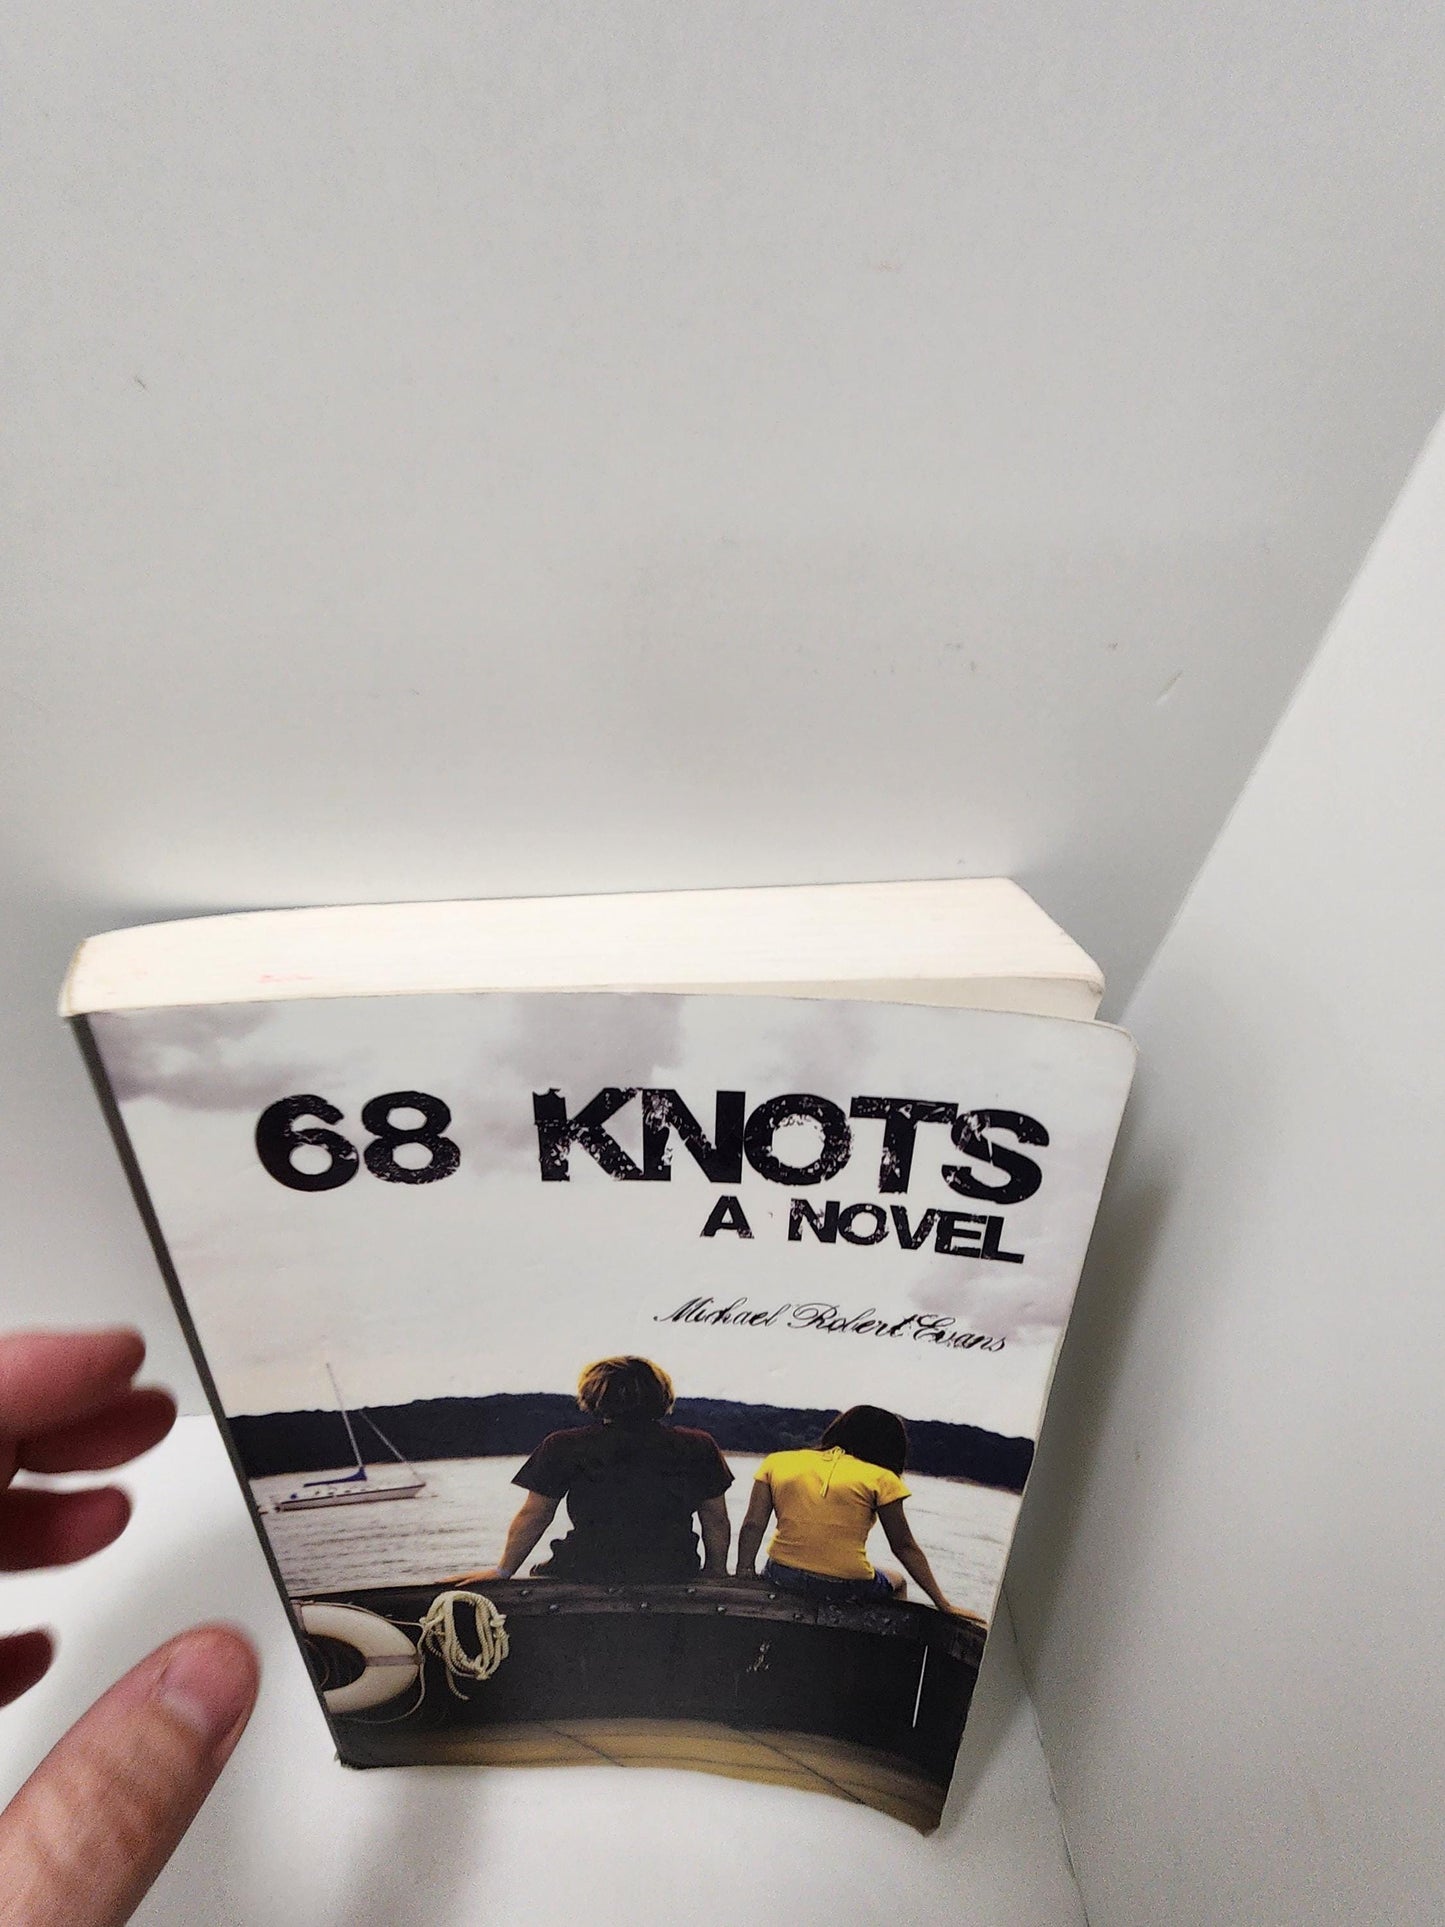 68 KNOTS
A NOVEL
Michael Robert Evans